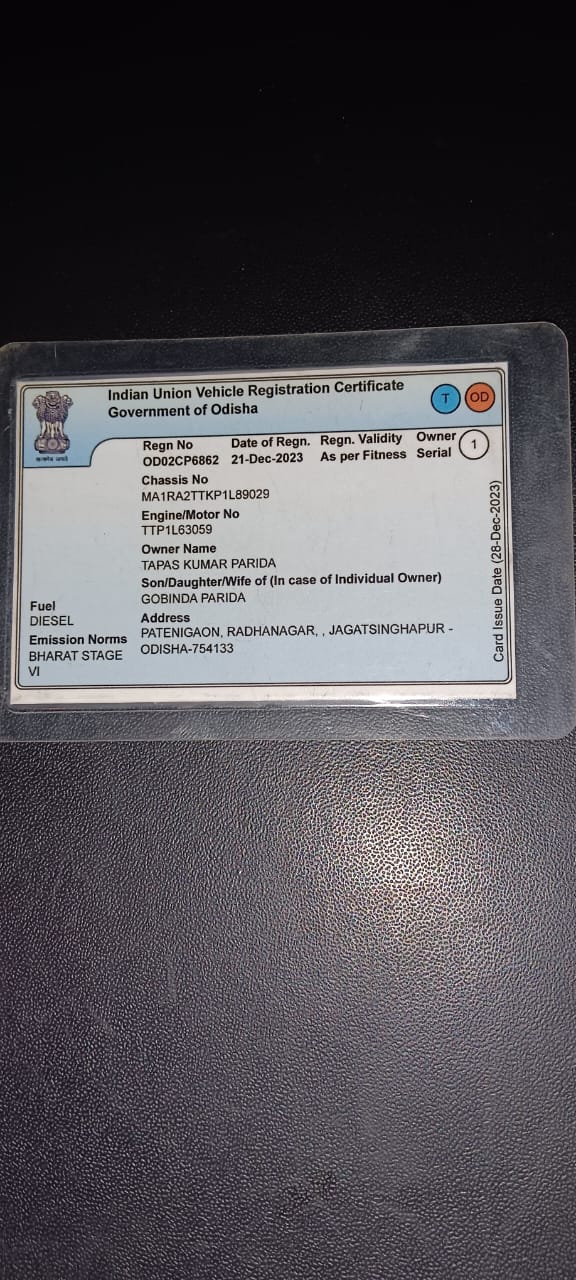 Indian Union Vehicle Registration Certificate
Government of Odisha
T OD
Regn No Date of Regn. Regn. Validity Owner Serial 1
OD02CP6862 21-Dec-2023 As per Fitness
Chassis No
MA1RA2TTKP1L89029
Engine/Motor No
TTP1L63059
Owner Name
TAPAS KUMAR PARIDA
Son/Daughter/Wife of (In case of Individual Owner)
GOBINDA PARIDA
Address
PATENIGAON, RADHANAGAR, , JAGATSINGHAPUR -
ODISHA-754133
Fuel
DIESEL
Emission Norms
BHARAT STAGE
VI
Card Issue Date (28-Dec-2023)
सत्यमेव जयते